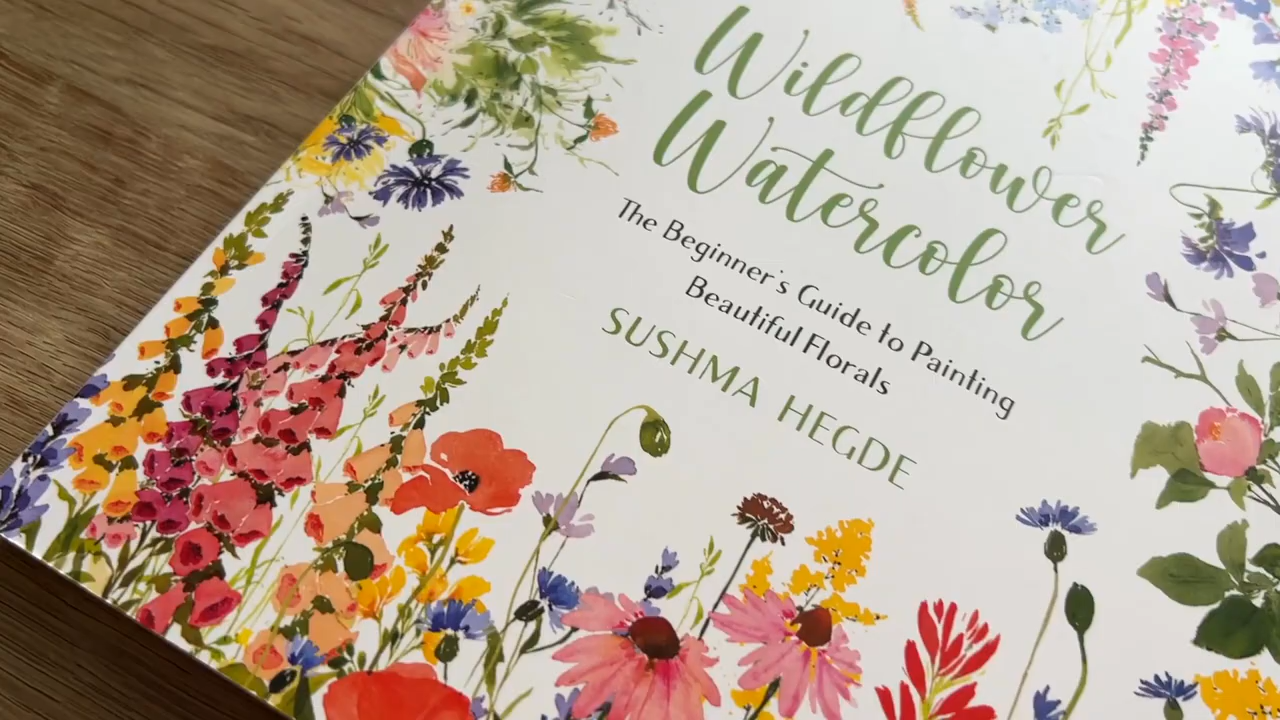 Wildflower
Watercolor
The Beginner's Guide to Painting
Beautiful Florals
SUSHMA HEGDE